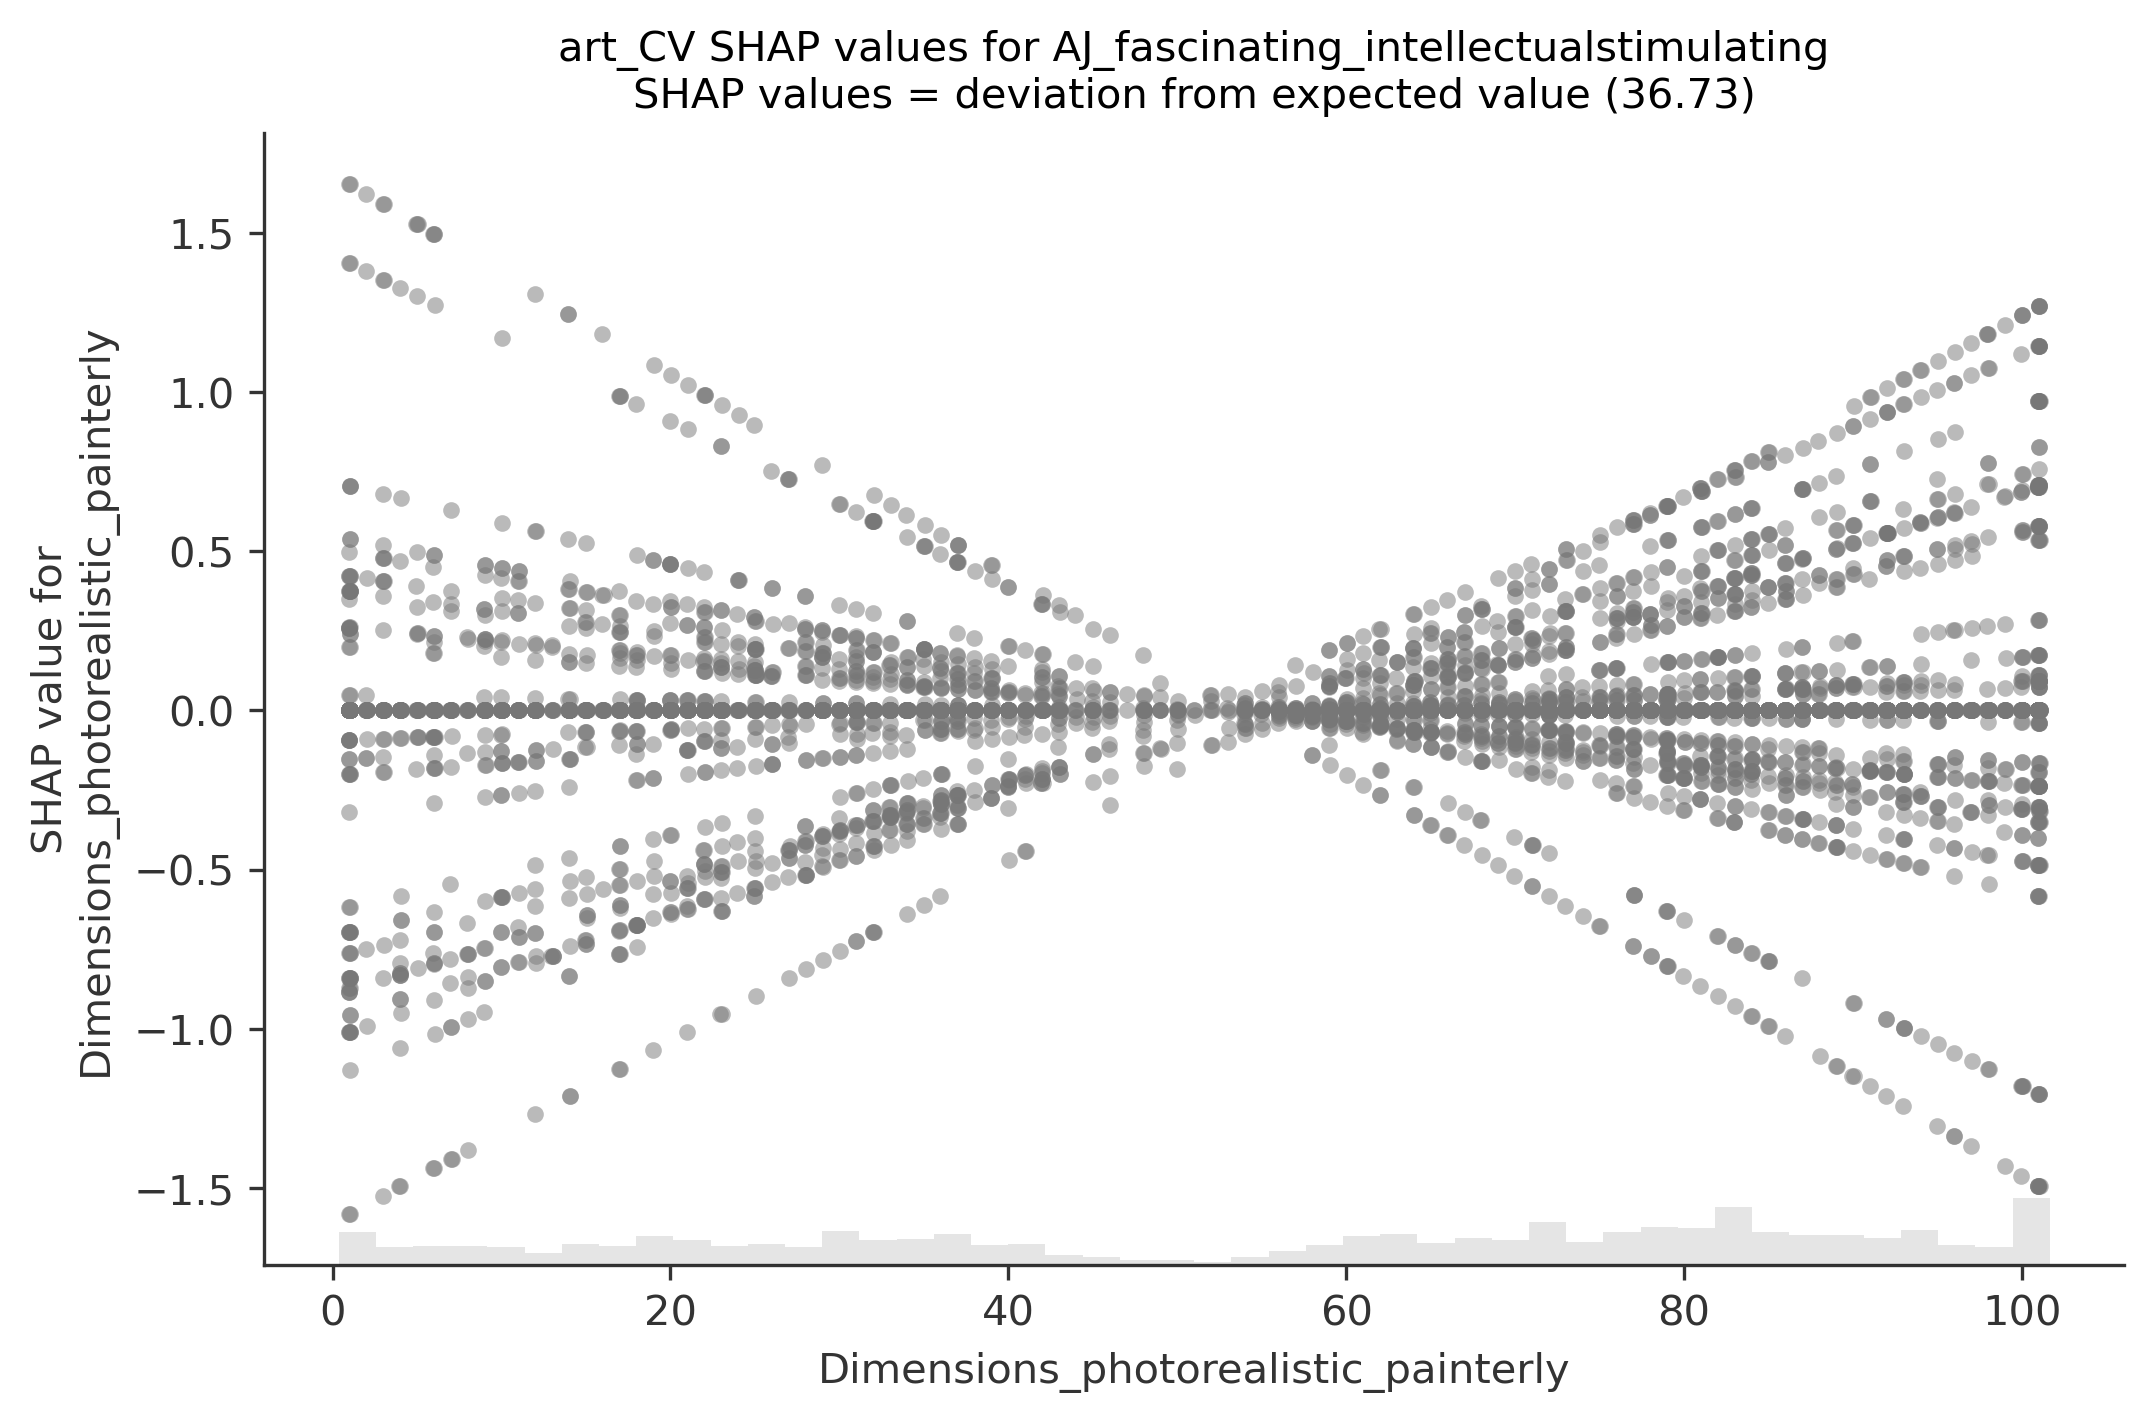 art_CV SHAP values for AJ_fascinating_intellectualstimulating
SHAP values = deviation from expected value (36.73)
SHAP value for
Dimensions_photorealistic_painterly
1.5
1.0
0.5
0.0
−0.5
−1.0
−1.5
0
20
40
60
80
100
Dimensions_photorealistic_painterly